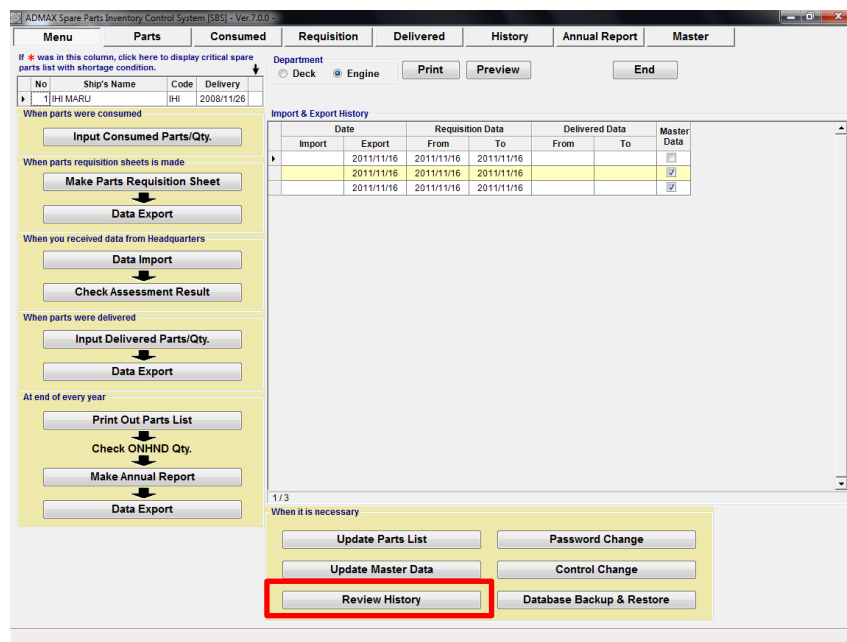 ADMAX Spare Parts Inventory Control System [SBS] - Ver.7.0.0 -
Menu Parts Consumed Requisition Delivered History Annual Report Master
If * was in this column, click here to display critical spare
parts list with shortage condition.
Department
Deck Engine Print Preview End
No Ship's Name Code Delivery
1 IHI MARU IHI 2008/11/26
When parts were consumed
Input Consumed Parts/Qty.
When parts requisition sheets is made
Make Parts Requisition Sheet
Data Export
When you received data from Headquarters
Data Import
Check Assessment Result
When parts were delivered
Input Delivered Parts/Qty.
Data Export
At end of every year
Print Out Parts List
Check ONHND Qty.
Make Annual Report
Data Export
Import & Export History
Date Requisition Data Delivered Data Master
Data
Import Export From To From To
2011/11/16 2011/11/16 2011/11/16
2011/11/16 2011/11/16 2011/11/16
2011/11/16 2011/11/16 2011/11/16
1 / 3
When it is necessary
Update Parts List Password Change
Update Master Data Control Change
Review History Database Backup & Restore